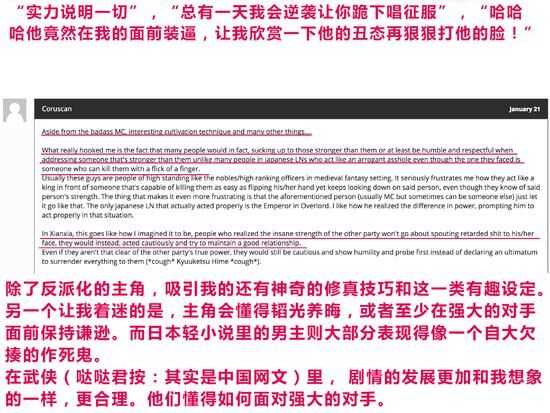 “实力说明一切”，“总有一天我会逆袭让你跪下唱征服”，“哈哈
哈他竟然在我的面前装逼，让我欣赏一下他的丑态再狠狠打他的脸！”
Coruscan January 21
Aside from the badass MC, interesting cultivation technique and many other things....
What really hooked me is the fact that many people would in fact, sucking up to those stronger than them or at least be humble and respectful when
addressing someone that's stronger than them unlike many people in Japanese LNs who act like an arrogant asshole even though the one they faced is
someone who can kill them with a flick of a finger.
Usually these guys are people of high standing like the nobles/high ranking officers in medieval fantasy setting. It seriously frustrates me how they act like a
king in front of someone that's capable of killing them as easy as flipping his/her hand yet keeps looking down on said person, even though they know of said
person's strength. The thing that makes it even more frustrating is that the aforementioned person (usually MC but sometimes can be someone else) just let
it go like that. The only japanese LN that actually acted properly is the Emperor in Overlord. I like how he realized the difference in power, prompting him to
act properly in that situation.
In Xianxia, this goes like how I imagined it to be, people who realized the insane strength of the other party won't go about spouting retarded shit to his/her
face, they would instead, acted cautiously and try to maintain a good relationship.
Even if they aren't that clear of the other party's true power, they would still be cautious and show humility and probe first instead of declaring an ultimatum
to surrender everything to them (*cough* Kyuuketsu Hime *cough*).
除了反派化的主角，吸引我的还有神奇的修真技巧和这一类有趣设定。
另一个让我着迷的是，主角会懂得韬光养晦，或者至少在强大的对手
面前保持谦逊。而日本轻小说里的男主则大部分表现得像一个自大欠
揍的作死鬼。
在武侠（哒哒君按：其实是中国网文）里， 剧情的发展更加和我想象
的一样，更合理。他们懂得如何面对强大的对手。